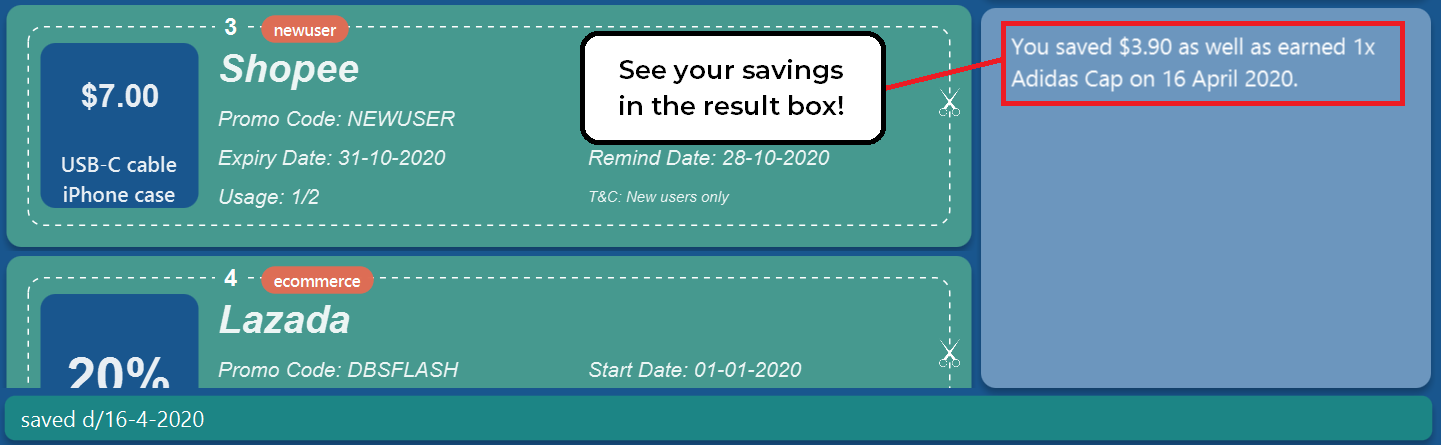 3 newuser
Shopee
$7.00
USB-C cable
iPhone case
Promo Code: NEWUSER
Expiry Date: 31-10-2020
Remind Date: 28-10-2020
Usage: 1/2
T&C: New users only
See your savings
in the result box!
You saved $3.90 as well as earned 1x
Adidas Cap on 16 April 2020.
4 ecommerce
Lazada
20%
Promo Code: DBSFLASH
Start Date: 01-01-2020
saved d/16-4-2020